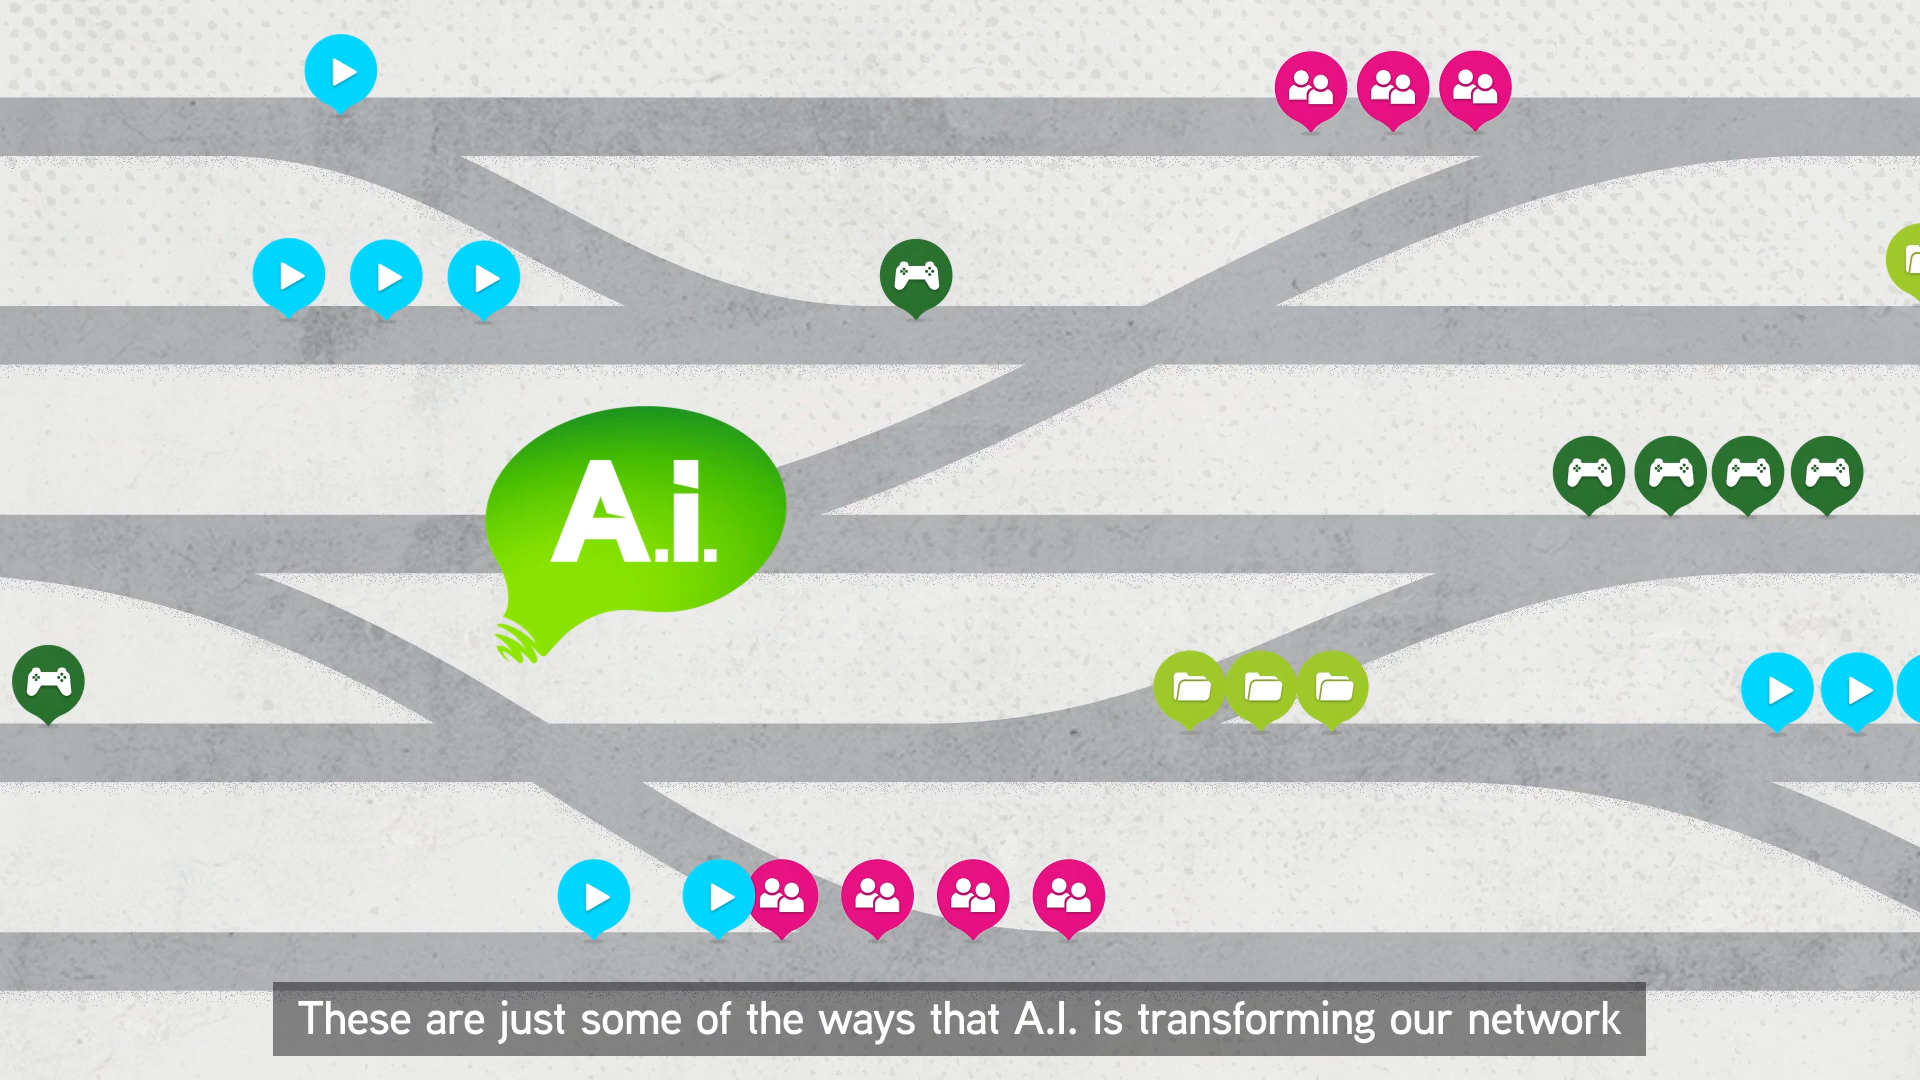 A.i.
These are just some of the ways that A.I. is transforming our network